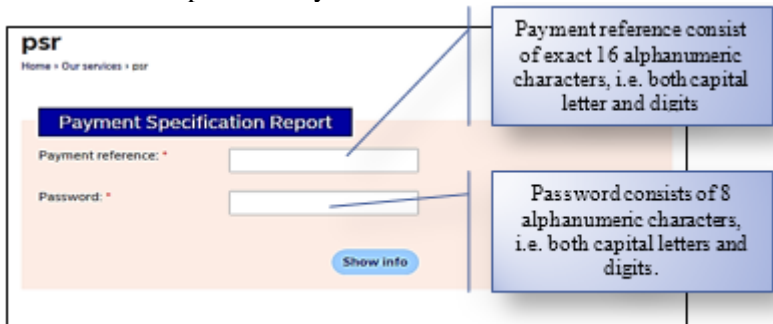 psr
Home › Our services › psr
Payment Specification Report
Payment reference: *
Password: *
Show info
Payment reference consist
of exact 16 alphanumeric
characters, i.e. both capital
letter and digits
Password consists of 8
alphanumeric characters,
i.e. both capital letters and
digits.